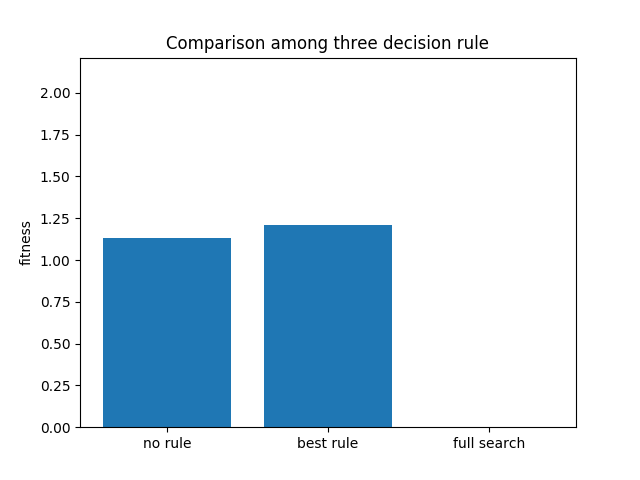 Comparison among three decision rule
2.00
1.75
1.50
1.25
1.00
0.75
0.50
0.25
0.00
fitness
no rule
best rule
full search